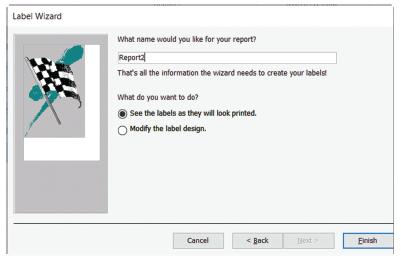 Label Wizard
What name would you like for your report?
Report2
That's all the information the wizard needs to create your labels!
What do you want to do?
See the labels as they will look printed.
Modify the label design.
Cancel
< Back
Next >
Finish